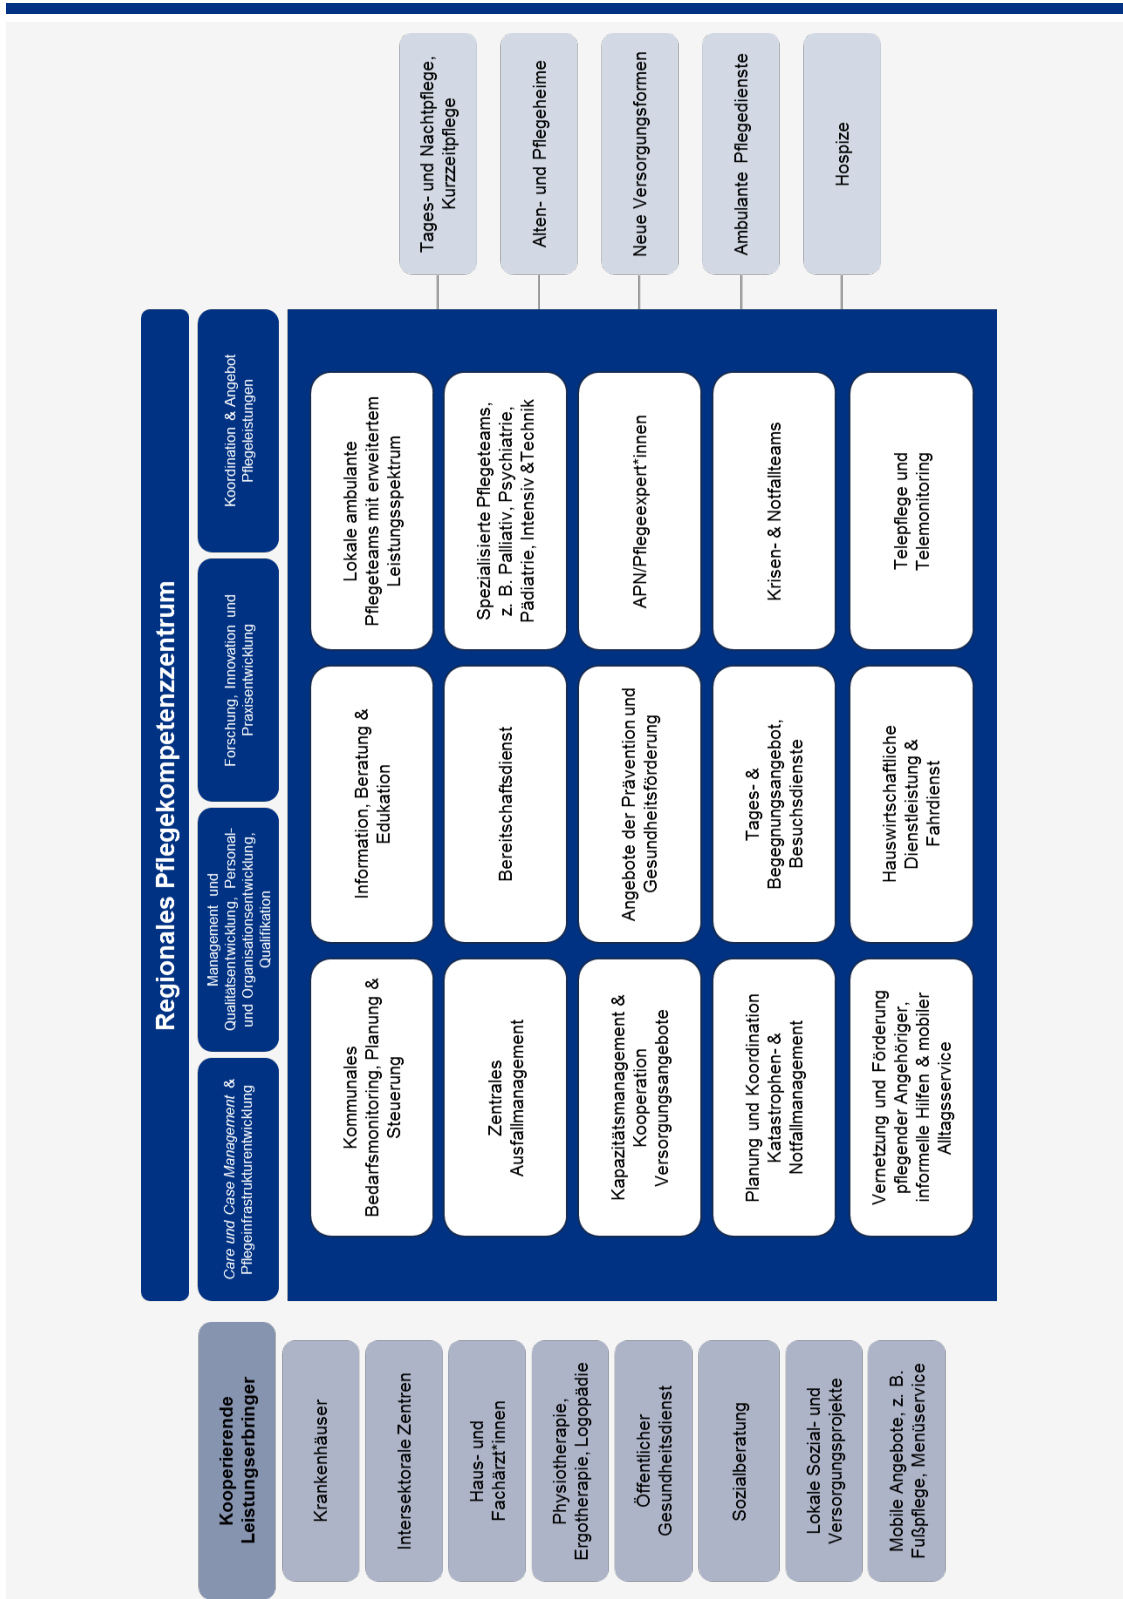 Regionales Pflegekompetenzzentrum
Kooperierende
Leistungserbringer
Care und Case Management &
Pflegeinfrastrukturentwicklung
Management und
Qualitätsentwicklung, Personal-
und Organisationsentwicklung,
Qualifikation
Forschung, Innovation und
Praxisentwicklung
Koordination & Angebot
Pflegeleistungen
Krankenhäuser
Intersektorale Zentren
Haus- und
Fachärzt*innen
Physiotherapie,
Ergotherapie, Logopädie
Öffentlicher
Gesundheitsdienst
Sozialberatung
Lokale Sozial- und
Versorgungsprojekte
Mobile Angebote, z. B.
Fußpflege, Menüservice
Kommunales
Bedarfsmonitoring, Planung &
Steuerung
Information, Beratung &
Edukation
Lokale ambulante
Pflegeteams mit erweitertem
Leistungsspektrum
Zentrales
Ausfallmanagement
Bereitschaftsdienst
Spezialisierte Pflegeteams,
z. B. Palliativ, Psychiatrie,
Pädiatrie, Intensiv &Technik
Kapazitätsmanagement &
Kooperation
Versorgungsangebote
Angebote der Prävention und
Gesundheitsförderung
APN/Pflegeexpert*innen
Planung und Koordination
Katastrophen- &
Notfallmanagement
Tages- &
Begegnungsangebot,
Besuchsdienste
Krisen- & Notfallteams
Vernetzung und Förderung
pflegender Angehöriger,
informelle Hilfen & mobiler
Alltagsservice
Hauswirtschaftliche
Dienstleistung &
Fahrdienst
Telepflege und
Telemonitoring
Tages- und Nachtpflege,
Kurzzeitpflege
Alten- und Pflegeheime
Neue Versorgungsformen
Ambulante Pflegedienste
Hospize